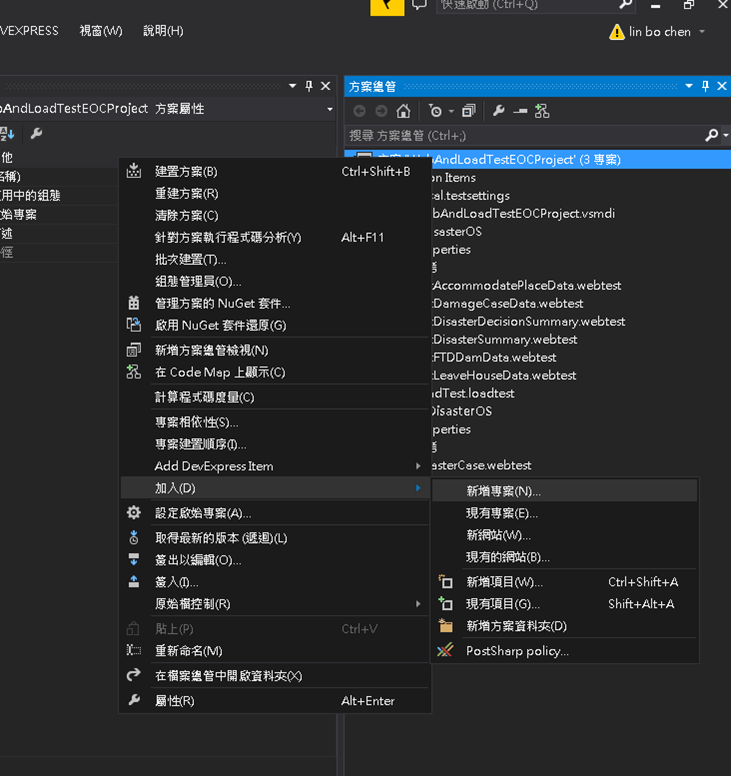 快速啟動 (Ctrl+Q)
VEXPRESS 視窗(W) 說明(H)
lin bo chen
bAndLoadTestEOCProject 方案屬性
方案總管
搜尋 方案總管 (Ctrl+;)
AndLoadTestEOCProject' (3 專案)
on Items
cal.testsettings
bAndLoadTestEOCProject.vsmdi
isasterOS
perties
tAccommodatePlaceData.webtest
tDamageCaseData.webtest
tDisasterDecisionSummary.webtest
tDisasterSummary.webtest
tFTDDamData.webtest
tLeaveHouseData.webtest
ndTest.loadtest
DisasterOS
perties
asterCase.webtest
他
名稱)
用中的組態
始專案
述
徑
建置方案(B) Ctrl+Shift+B
重建方案(R)
清除方案(C)
針對方案執行程式碼分析(Y) Alt+F11
批次建置(T)...
組態管理員(O)...
管理方案的 NuGet 套件...
啟用 NuGet 套件還原(G)
新增方案總管檢視(N)
在 Code Map 上顯示(C)
計算程式碼度量(C)
專案相依性(S)...
專案建置順序(I)...
Add DevExpress Item
加入(D)
設定啟始專案(A)...
取得最新的版本 (遞迴)(L)
簽出以編輯(O)...
簽入(I)...
原始檔控制(R)
貼上(P) Ctrl+V
重新命名(M)
在檔案總管中開啟資料夾(X)
屬性(R) Alt+Enter
新增專案(N)...
現有專案(E)...
新網站(W)...
現有的網站(B)...
新增項目(W)... Ctrl+Shift+A
現有項目(G)... Shift+Alt+A
新增方案資料夾(D)
PostSharp policy...